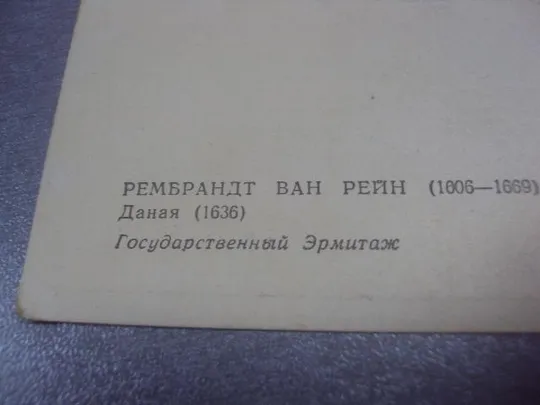 РЕМБРАНДТ ВАН РЕЙН (1606—1669)
Даная (1636)
Государственный Эрмитаж